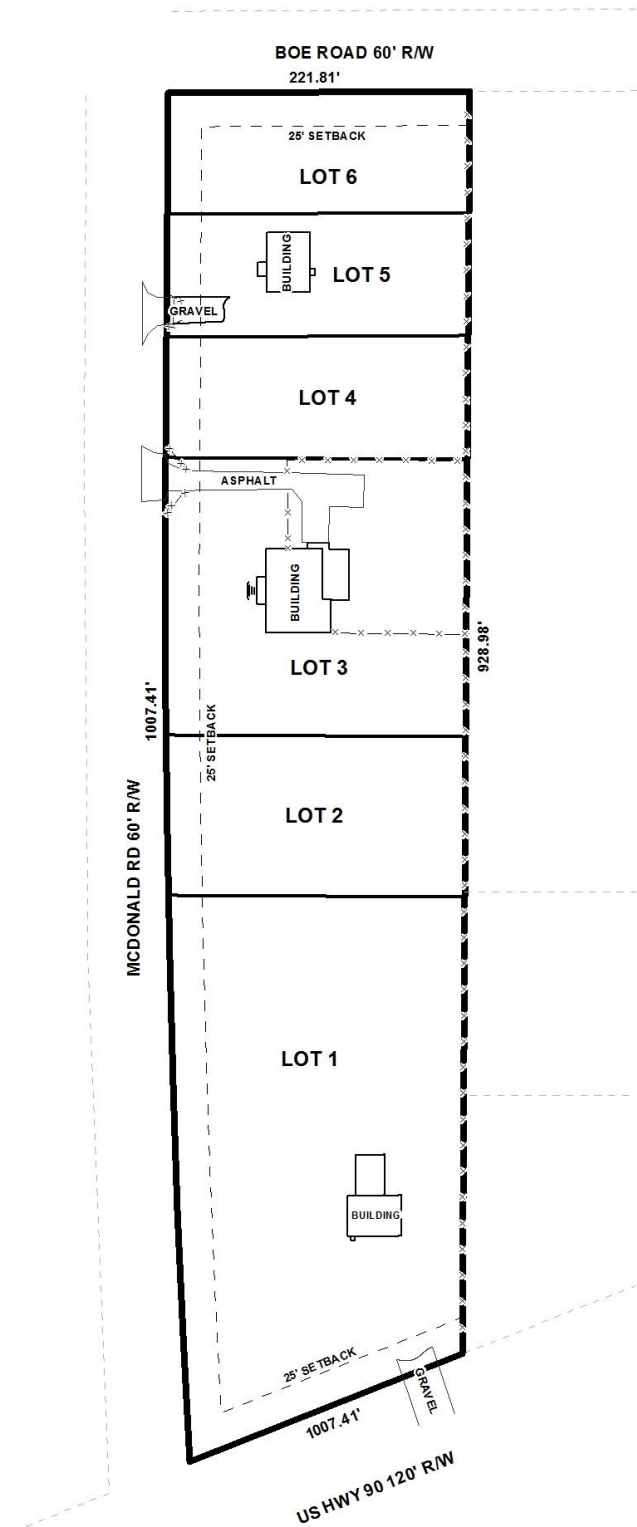 BOE ROAD 60' R/W
221.81'
25' SETBACK
LOT 6
BUILDING
LOT 5
GRAVEL
LOT 4
ASPHALT
BUILDING
LOT 3
928.98'
1007.41'
25' SETBACK
MCDONALD RD 60' R/W
LOT 2
LOT 1
BUILDING
25' SETBACK
GRAVEL
1007.41'
US HWY 90 120' R/W